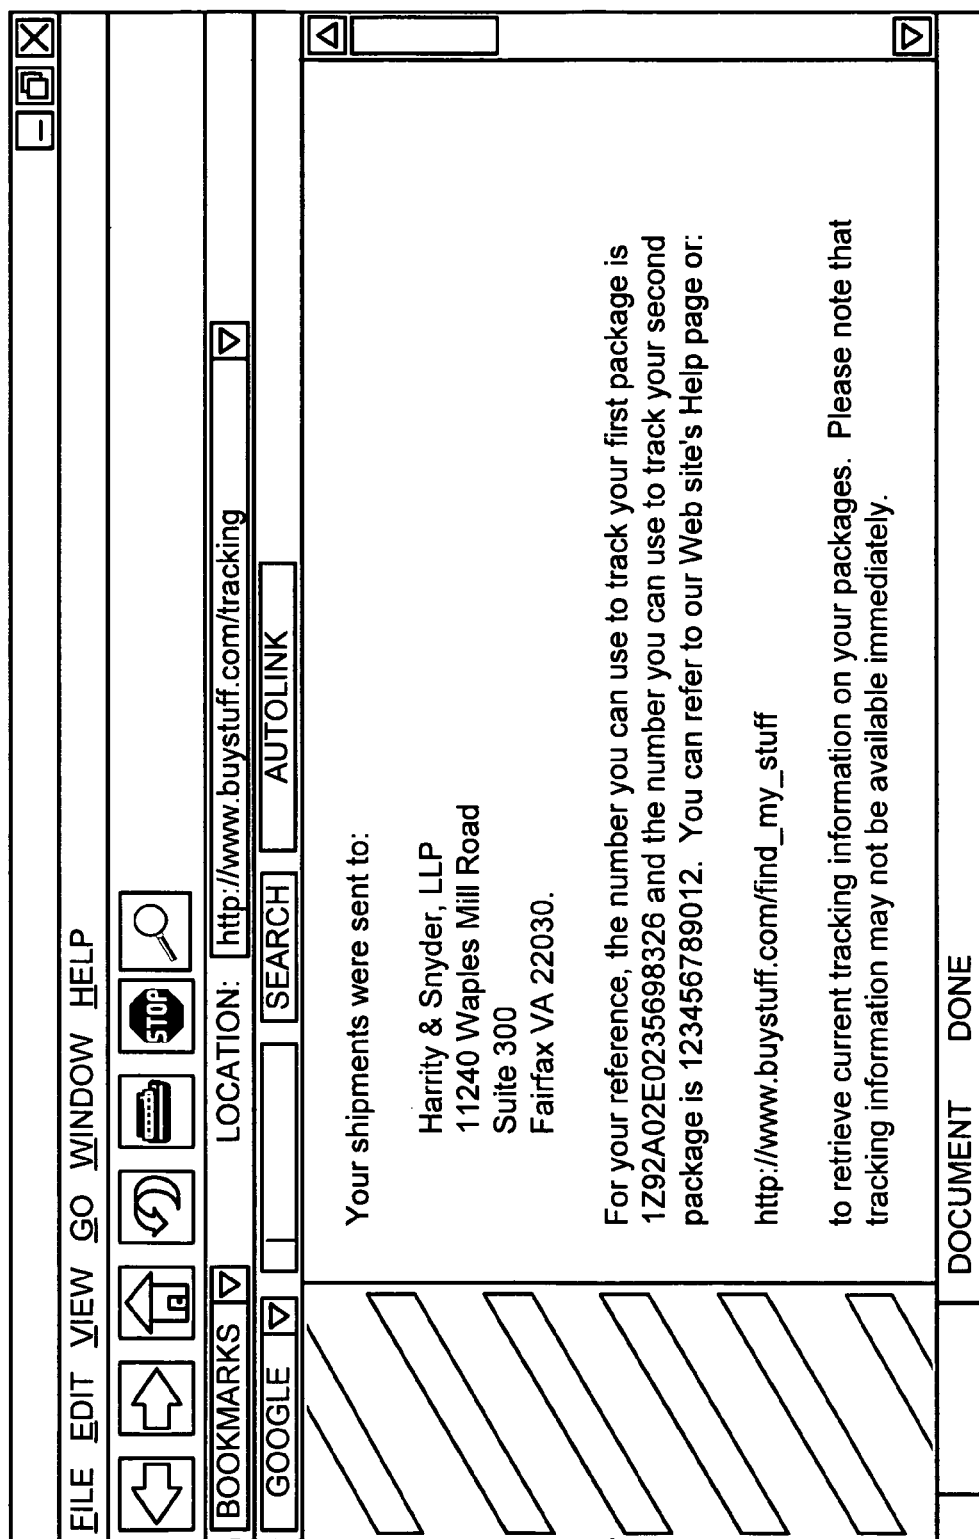 FILE EDIT VIEW GO WINDOW HELP
STOP
BOOKMARKS LOCATION: http://www.buystuff.com/tracking
GOOGLE SEARCH AUTOLINK
Your shipments were sent to:
Harrity & Snyder, LLP
11240 Waples Mill Road
Suite 300
Fairfax VA 22030.
For your reference, the number you can use to track your first package is
1Z92A02E0235698326 and the number you can use to track your second
package is 123456789012.  You can refer to our Web site's Help page or:
http://www.buystuff.com/find_my_stuff
to retrieve current tracking information on your packages.  Please note that
tracking information may not be available immediately.
DOCUMENT DONE